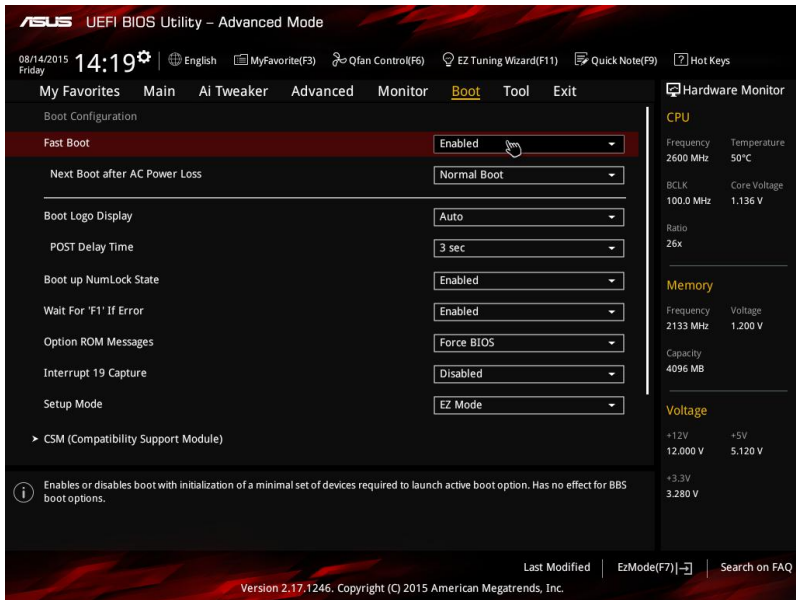 ASUS UEFI BIOS Utility – Advanced Mode
08/14/2015
Friday
14:19
English
MyFavorite(F3)
Qfan Control(F6)
EZ Tuning Wizard(F11)
Quick Note(F9)
? Hot Keys
My Favorites
Main
Ai Tweaker
Advanced
Monitor
Boot
Tool
Exit
Boot Configuration
Fast Boot Enabled
Next Boot after AC Power Loss Normal Boot
Boot Logo Display Auto
POST Delay Time 3 sec
Boot up NumLock State Enabled
Wait For 'F1' If Error Enabled
Option ROM Messages Force BIOS
Interrupt 19 Capture Disabled
Setup Mode EZ Mode
CSM (Compatibility Support Module)
i
Enables or disables boot with initialization of a minimal set of devices required to launch active boot option. Has no effect for BBS
boot options.
Hardware Monitor
CPU
Frequency Temperature
2600 MHz 50°C
BCLK Core Voltage
100.0 MHz 1.136 V
Ratio
26x
Memory
Frequency Voltage
2133 MHz 1.200 V
Capacity
4096 MB
Voltage
+12V +5V
12.000 V 5.120 V
+3.3V
3.280 V
Last Modified
EzMode(F7)
Search on FAQ
Version 2.17.1246. Copyright (C) 2015 American Megatrends, Inc.